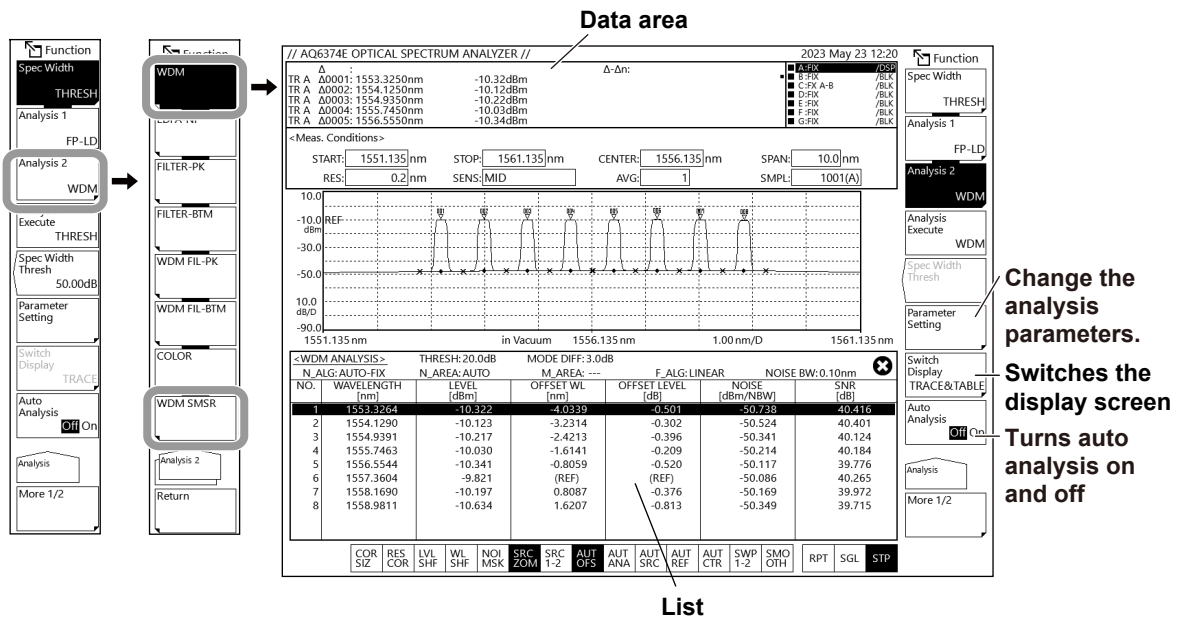 Data area
Function
Spec Width
THRESH
Analysis 1
FP-LD
Analysis 2
WDM
Execute
THRESH
Spec Width
Thresh
50.00dB
Parameter
Setting
Switch
Display
TRACE
Auto
Analysis
Off On
Analysis
More 1/2
Function
WDM
EDFA-NF
FILTER-PK
FILTER-BTM
WDM FIL-PK
WDM FIL-BTM
COLOR
WDM SMSR
Analysis 2
Return
// AQ6374E OPTICAL SPECTRUM ANALYZER // 2023 May 23 12:20
Δ : Δ-Δn:
TR A Δ0001: 1553.3250nm -10.32dBm
TR A Δ0002: 1554.1250nm -10.12dBm
TR A Δ0003: 1554.9350nm -10.22dBm
TR A Δ0004: 1555.7450nm -10.03dBm
TR A Δ0005: 1556.5550nm -10.34dBm
A:FIX /DSP
B:FIX /BLK
C:FX A-B /BLK
D:FIX /BLK
E:FIX /BLK
F:FIX /BLK
G:FIX /BLK
<Meas. Conditions>
START: 1551.135 nm STOP: 1561.135 nm CENTER: 1556.135 nm SPAN: 10.0 nm
RES: 0.2 nm SENS: MID AVG: 1 SMPL: 1001(A)
10.0
-10.0 REF
dBm
-30.0
-50.0
10.0
dB/D
-90.0
1551.135 nm in Vacuum 1556.135 nm 1.00 nm/D 1561.135 nm
<WDM ANALYSIS> THRESH: 20.0dB MODE DIFF: 3.0dB
N_ALG: AUTO-FIX N_AREA: AUTO M_AREA: --- F_ALG: LINEAR NOISE BW: 0.10nm
NO. WAVELENGTH LEVEL OFFSET WL OFFSET LEVEL NOISE SNR
[nm] [dBm] [nm] [dB] [dBm/NBW] [dB]
1 1553.3264 -10.322 -4.0339 -0.501 -50.738 40.416
2 1554.1290 -10.123 -3.2314 -0.302 -50.524 40.401
3 1554.9391 -10.217 -2.4213 -0.396 -50.341 40.124
4 1555.7463 -10.030 -1.6141 -0.209 -50.214 40.184
5 1556.5544 -10.341 -0.8059 -0.520 -50.117 39.776
6 1557.3604 -9.821 (REF) (REF) -50.086 40.265
7 1558.1690 -10.197 0.8087 -0.376 -50.169 39.972
8 1558.9811 -10.634 1.6207 -0.813 -50.349 39.715
COR RES LVL WL NOI SRC SRC AUT AUT AUT AUT AUT SWP SMO RPT SGL STP
SIZ COR SHF SHF MSK ZOM 1-2 OFS ANA SRC REF CTR 1-2 OTH
Function
Spec Width
THRESH
Analysis 1
FP-LD
Analysis 2
WDM
Analysis
Execute
WDM
Spec Width
Thresh
Parameter
Setting
Switch
Display
TRACE&TABLE
Auto
Analysis
Off On
Analysis
More 1/2
Change the
analysis
parameters.
Switches the
display screen
Turns auto
analysis on
and off
List